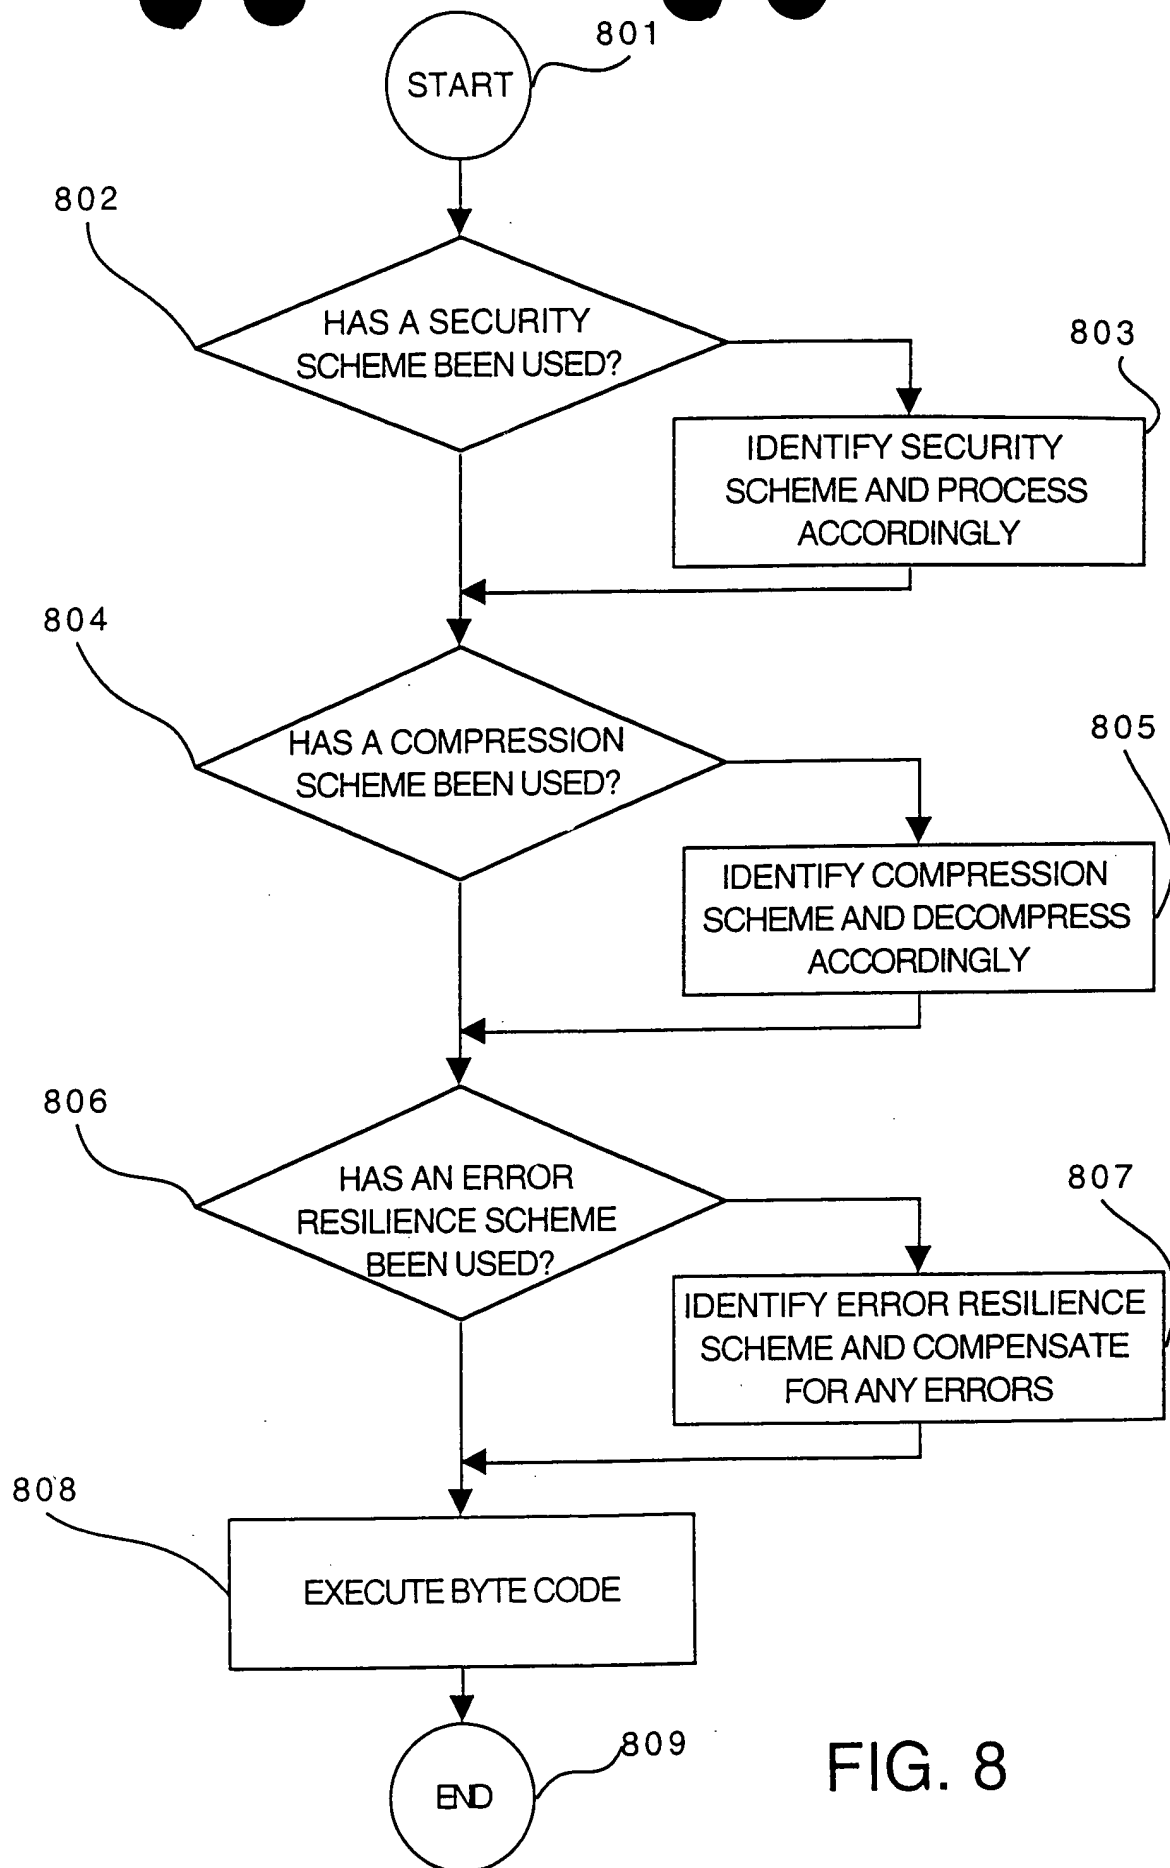 801
START
802
HAS A SECURITY
SCHEME BEEN USED?
803
IDENTIFY SECURITY
SCHEME AND PROCESS
ACCORDINGLY
804
HAS A COMPRESSION
SCHEME BEEN USED?
805
IDENTIFY COMPRESSION
SCHEME AND DECOMPRESS
ACCORDINGLY
806
HAS AN ERROR
RESILIENCE SCHEME
BEEN USED?
807
IDENTIFY ERROR RESILIENCE
SCHEME AND COMPENSATE
FOR ANY ERRORS
808
EXECUTE BYTE CODE
809
END
FIG. 8